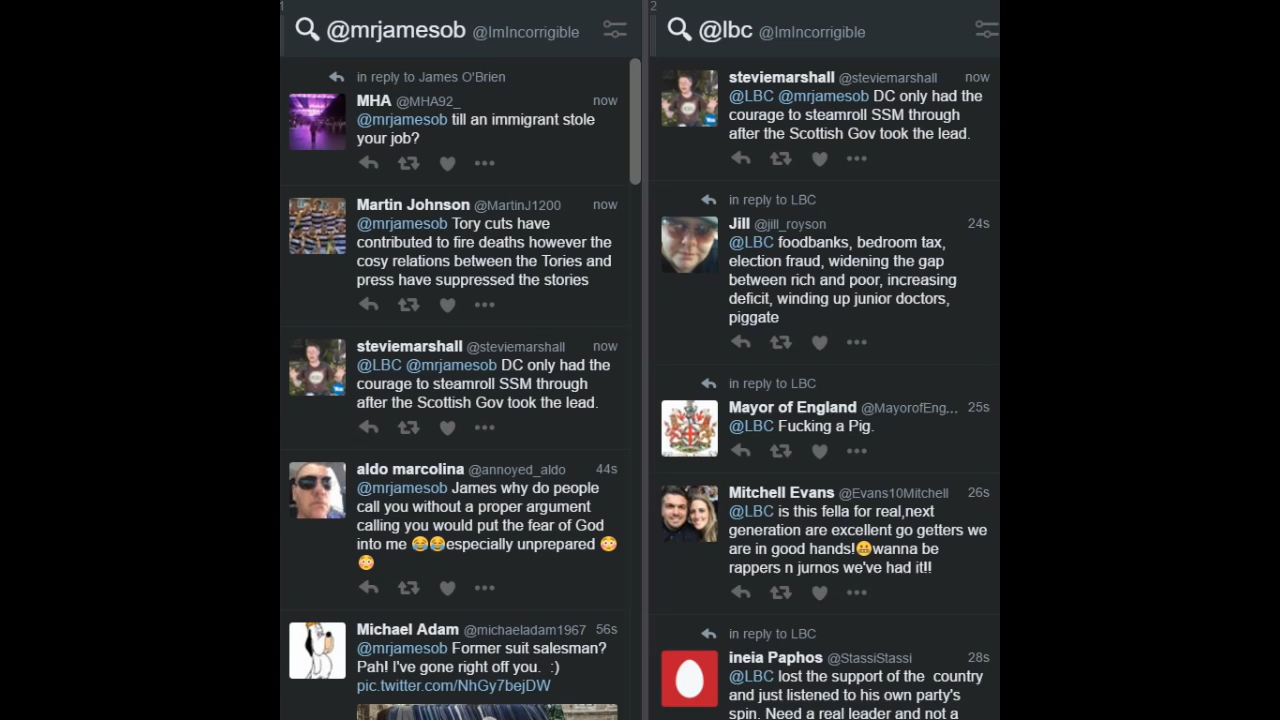 1
@mrjamesob @ImIncorrigible
in reply to James O'Brien
MHA @MHA92_ now
@mrjamesob till an immigrant stole
your job?
Martin Johnson @MartinJ1200 now
@mrjamesob Tory cuts have
contributed to fire deaths however the
cosy relations between the Tories and
press have suppressed the stories
steviemarshall @steviemarshall now
@LBC @mrjamesob DC only had the
courage to steamroll SSM through
after the Scottish Gov took the lead.
aldo marcolina @annoyed_aldo 44s
@mrjamesob James why do people
call you without a proper argument
calling you would put the fear of God
into me 😂😂especially unprepared 😳
😳
Michael Adam @michaeladam1967 56s
@mrjamesob Former suit salesman?
Pah! I've gone right off you. :)
pic.twitter.com/NhGy7bejDW
2
@lbc @ImIncorrigible
steviemarshall @steviemarshall now
@LBC @mrjamesob DC only had the
courage to steamroll SSM through
after the Scottish Gov took the lead.
in reply to LBC
Jill @jill_royson 24s
@LBC foodbanks, bedroom tax,
election fraud, widening the gap
between rich and poor, increasing
deficit, winding up junior doctors,
piggate
in reply to LBC
Mayor of England @MayorofEng... 25s
@LBC Fucking a Pig.
Mitchell Evans @Evans10Mitchell 26s
@LBC is this fella for real,next
generation are excellent go getters we
are in good hands!😬wanna be
rappers n jurnos we've had it!!
in reply to LBC
ineia Paphos @StassiStassi 28s
@LBC lost the support of the country
and just listened to his own party's
spin. Need a real leader and not a